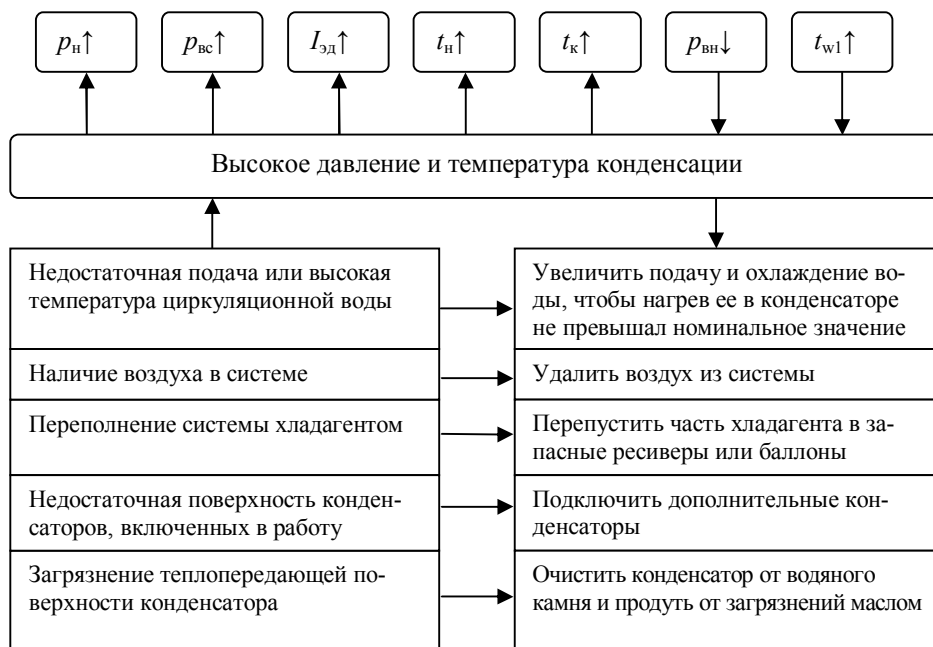 pн↑ pвс↑ Iэд↑ tн↑ tк↑ pвн↓ tw1↑
Высокое давление и температура конденсации
Недостаточная подача или высокая
температура циркуляционной воды
Увеличить подачу и охлаждение во-
ды, чтобы нагрев ее в конденсаторе
не превышал номинальное значение
Наличие воздуха в системе
Удалить воздух из системы
Переполнение системы хладагентом
Перепустить часть хладагента в за-
пасные ресиверы или баллоны
Недостаточная поверхность конден-
саторов, включенных в работу
Подключить дополнительные кон-
денсаторы
Загрязнение теплопередающей по-
верхности конденсатора
Очистить конденсатор от водяного
камня и продуть от загрязнений маслом